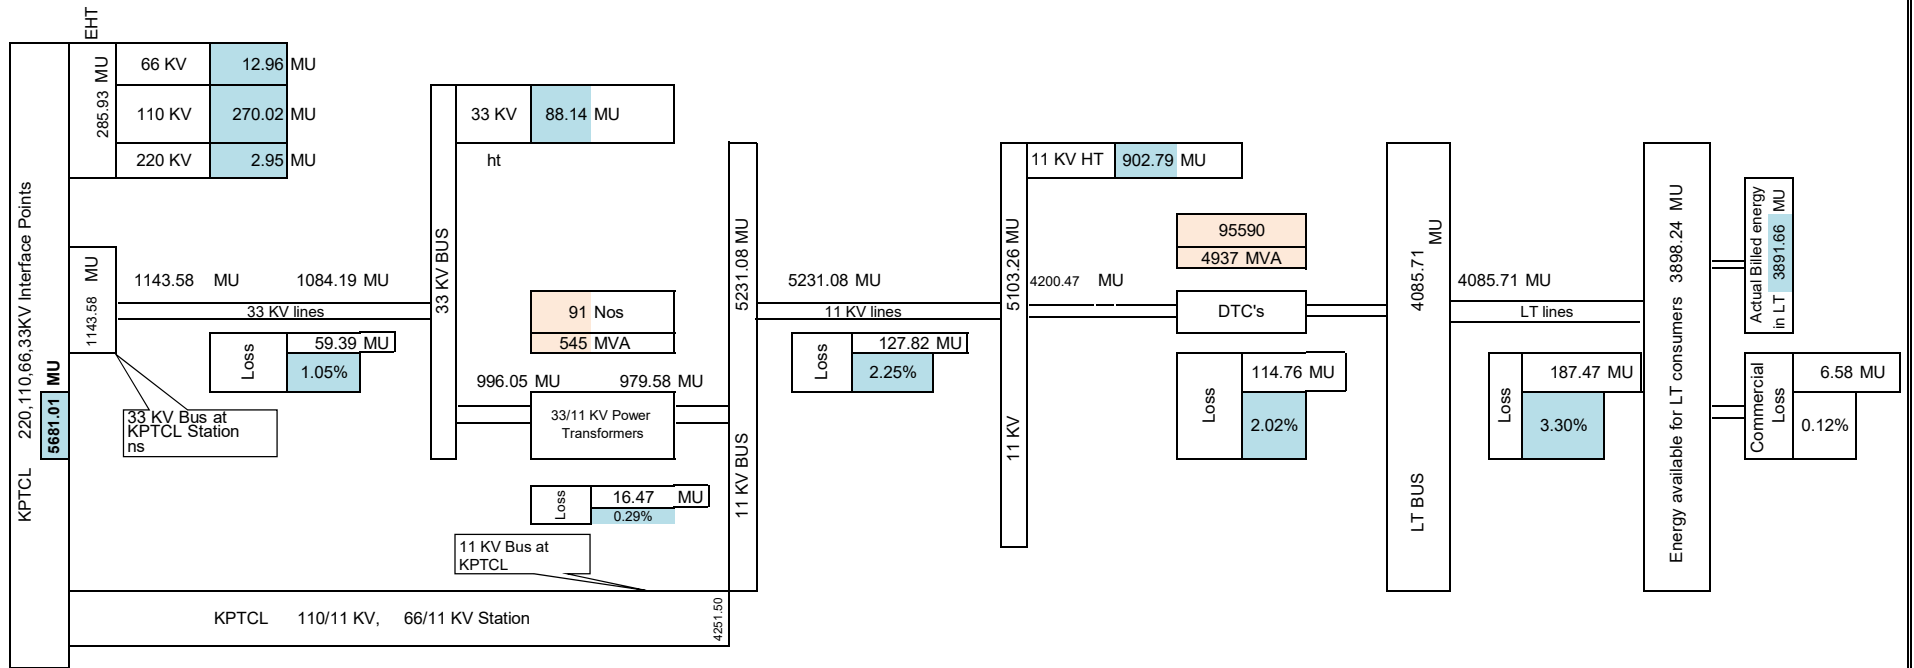 EHT
KPTCL 220,110,66,33KV Interface Points
5681.01 MU
285.93 MU
66 KV 12.96 MU
110 KV 270.02 MU
220 KV 2.95 MU
1143.58 MU
1143.58 MU 1084.19 MU
33 KV lines
Loss
59.39 MU
1.05%
33 KV Bus at
KPTCL Station
ns
33 KV BUS
33 KV 88.14 MU
ht
91 Nos
545 MVA
996.05 MU 979.58 MU
33/11 KV Power
Transformers
Loss
16.47 MU
0.29%
11 KV Bus at
KPTCL
KPTCL 110/11 KV, 66/11 KV Station
4251.50
11 KV BUS 5231.08 MU
5231.08 MU
11 KV lines
Loss
127.82 MU
2.25%
11 KV 5103.26 MU
11 KV HT 902.79 MU
4200.47 MU
95590
4937 MVA
DTC's
Loss
114.76 MU
2.02%
LT BUS 4085.71 MU
4085.71 MU
LT lines
Loss
187.47 MU
3.30%
Energy available for LT consumers 3898.24 MU
Actual Billed energy
in LT 3891.66 MU
Commercial
Loss
6.58 MU
0.12%